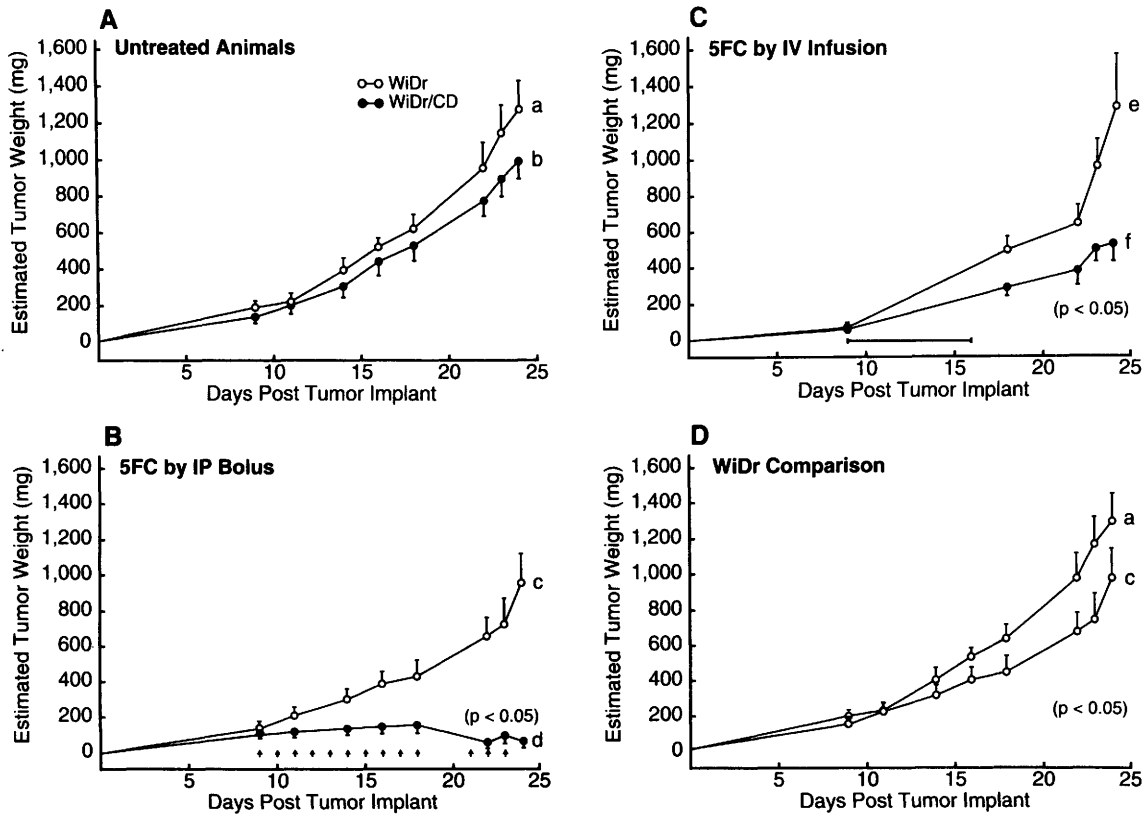 A
Untreated Animals
Estimated Tumor Weight (mg)
1,600
1,400
1,200
1,000
800
600
400
200
0
WiDr
WiDr/CD
a
b
5
10
15
20
25
Days Post Tumor Implant
C
5FC by IV Infusion
Estimated Tumor Weight (mg)
1,600
1,400
1,200
1,000
800
600
400
200
0
e
f
(p < 0.05)
5
10
15
20
25
Days Post Tumor Implant
B
5FC by IP Bolus
Estimated Tumor Weight (mg)
1,600
1,400
1,200
1,000
800
600
400
200
0
c
(p < 0.05)
d
5
10
15
20
25
Days Post Tumor Implant
D
WiDr Comparison
Estimated Tumor Weight (mg)
1,600
1,400
1,200
1,000
800
600
400
200
0
a
c
(p < 0.05)
5
10
15
20
25
Days Post Tumor Implant